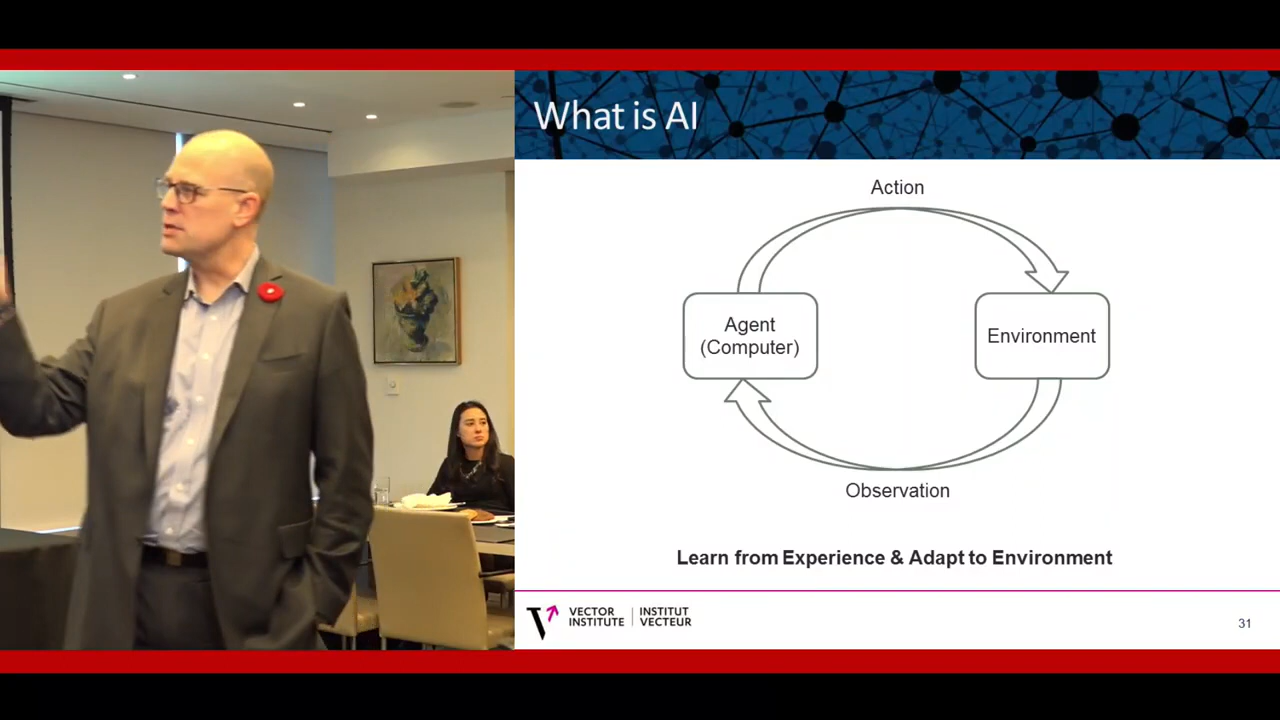 What is AI
Action
Agent
(Computer)
Environment
Observation
Learn from Experience & Adapt to Environment
VECTOR
INSTITUTE
INSTITUT
VECTEUR
31